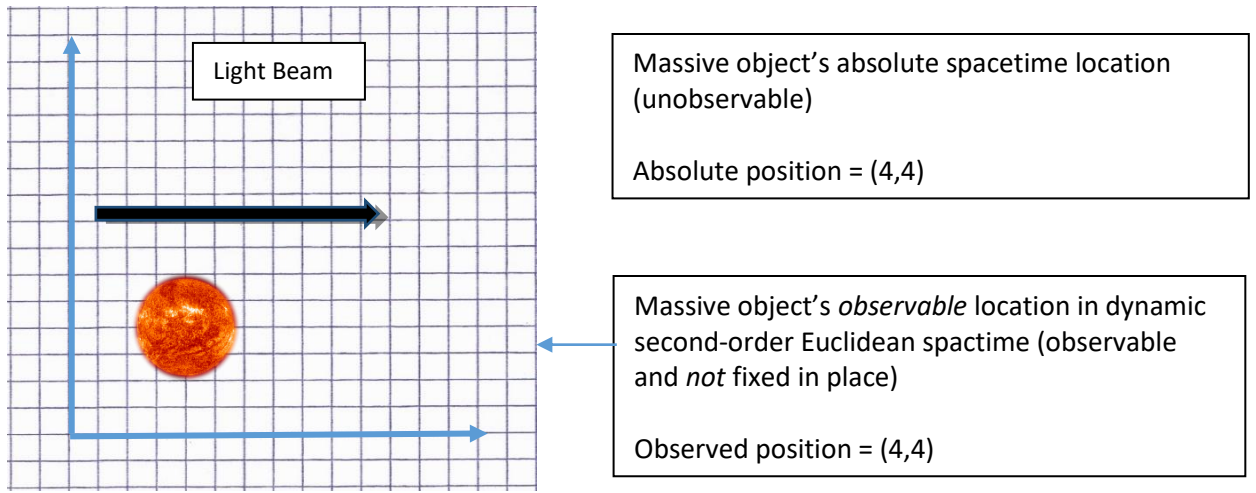 Light Beam
Massive object's absolute spacetime location
(unobservable)
Absolute position = (4,4)
Massive object's observable location in dynamic
second-order Euclidean spactime (observable
and not fixed in place)
Observed position = (4,4)